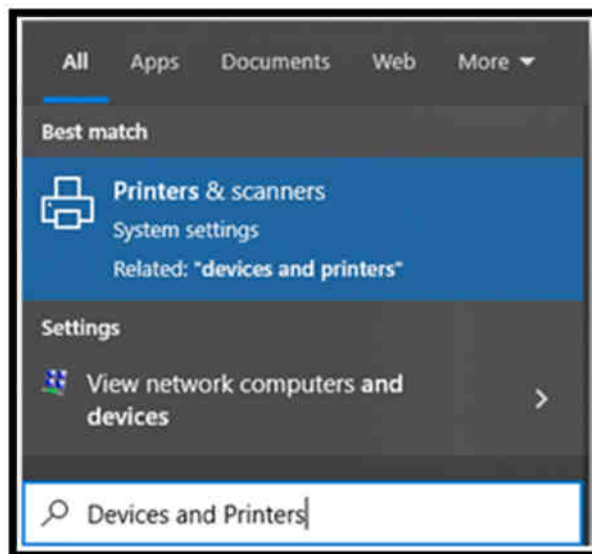 All Apps Documents Web More
Best match
Printers & scanners
System settings
Related: "devices and printers"
Settings
View network computers and
devices
Devices and Printers